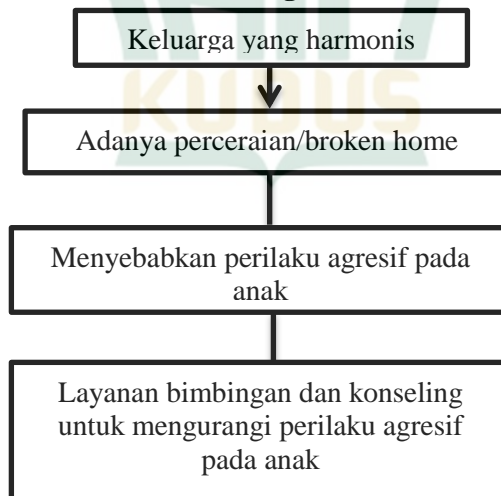 Keluarga yang harmonis
KUDUS
Adanya perceraian/broken home
Menyebabkan perilaku agresif pada
anak
Layanan bimbingan dan konseling
untuk mengurangi perilaku agresif
pada anak